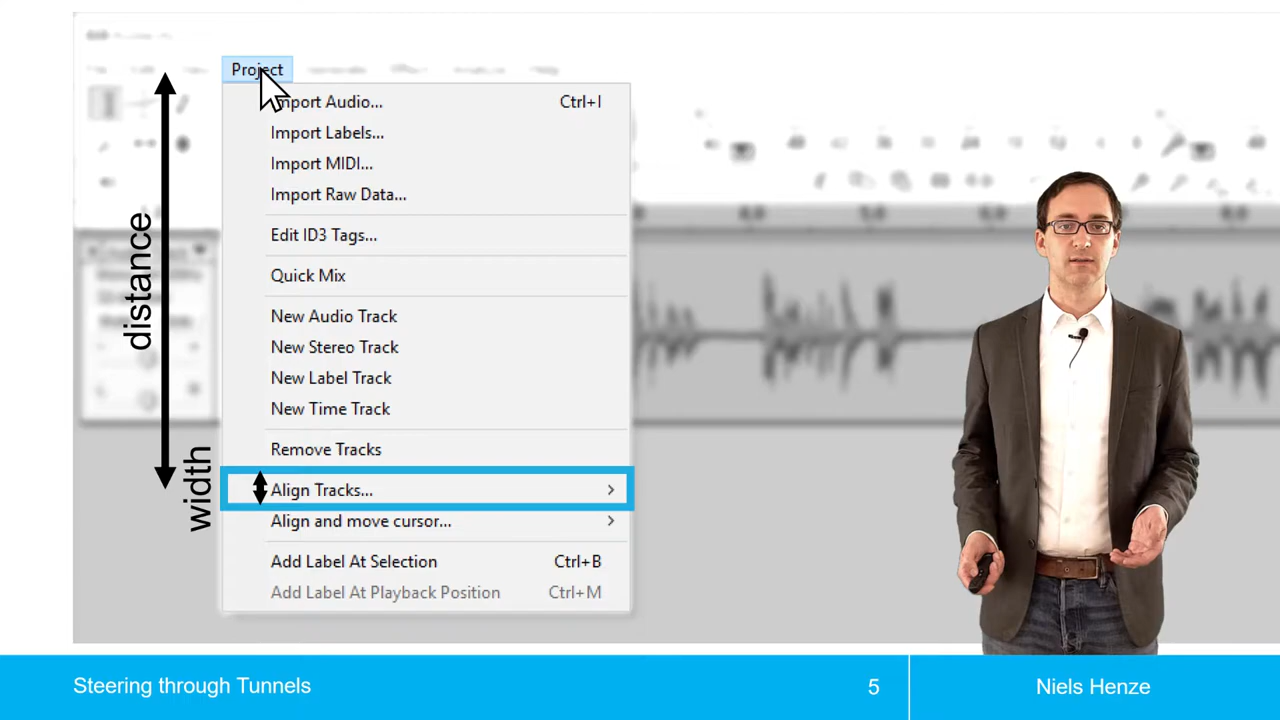 Project
Import Audio... Ctrl+I
Import Labels...
Import MIDI...
Import Raw Data...
Edit ID3 Tags...
Quick Mix
New Audio Track
New Stereo Track
New Label Track
New Time Track
Remove Tracks
Align Tracks...
Align and move cursor...
Add Label At Selection Ctrl+B
Add Label At Playback Position Ctrl+M
distance
width
Steering through Tunnels 5 Niels Henze